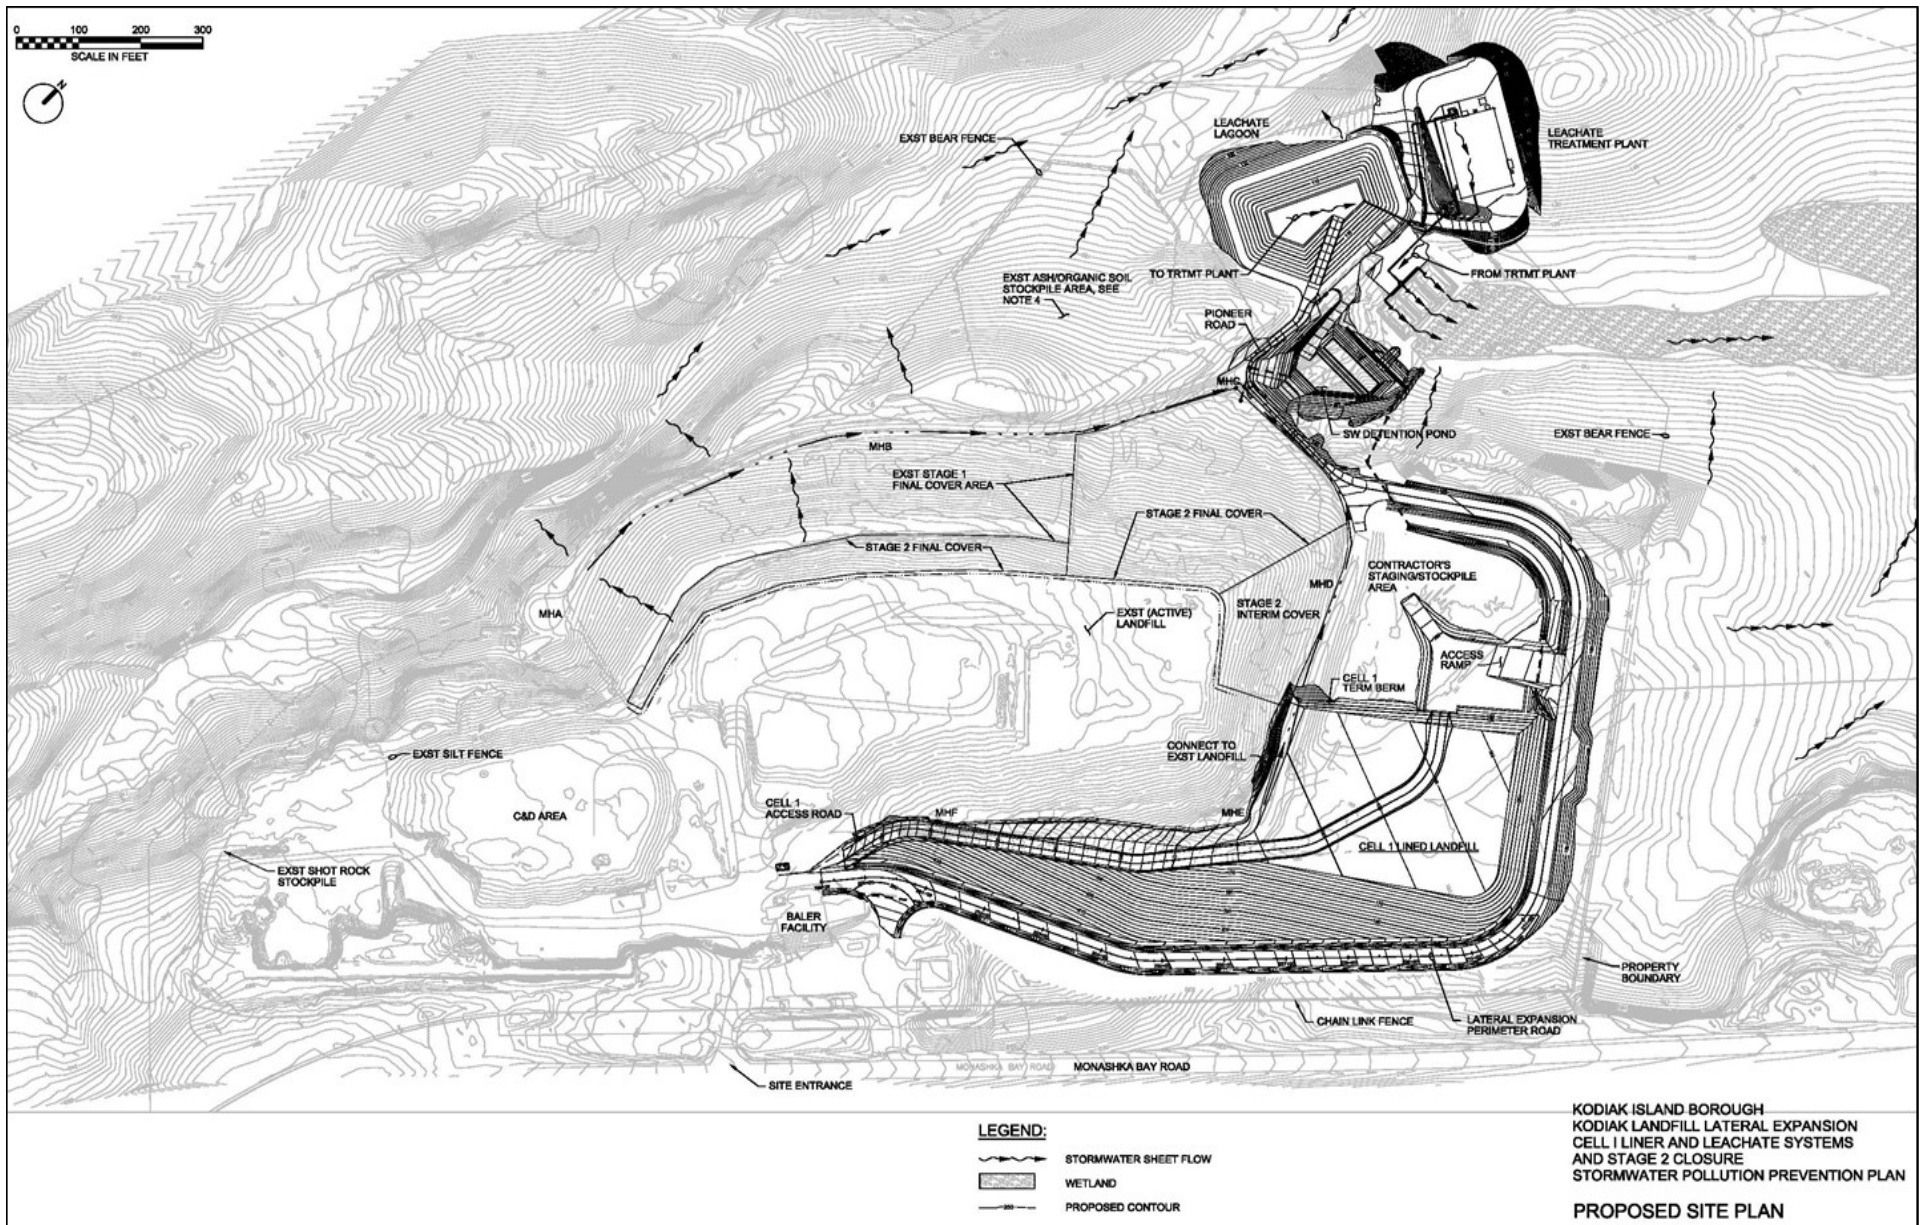 0 100 200 300
SCALE IN FEET
N
LEACHATE
LAGOON
LEACHATE
TREATMENT PLANT
EXST BEAR FENCE
EXST ASH/ORGANIC SOIL
STOCKPILE AREA, SEE
NOTE 4
TO TRTMT PLANT
FROM TRTMT PLANT
PIONEER
ROAD
MHC
SW DETENTION POND
EXST BEAR FENCE
MHB
EXST STAGE 1
FINAL COVER AREA
STAGE 2 FINAL COVER
STAGE 2 FINAL COVER
CONTRACTOR'S
STAGING/STOCKPILE
AREA
MHD
MHA
EXST (ACTIVE)
LANDFILL
STAGE 2
INTERIM COVER
ACCESS
RAMP
CELL 1
TERM BERM
EXST SILT FENCE
CONNECT TO
EXST LANDFILL
C&D AREA
CELL 1
ACCESS ROAD
MHF
MHE
CELL 1 LINED LANDFILL
EXST SHOT ROCK
STOCKPILE
BALER
FACILITY
PROPERTY
BOUNDARY
CHAIN LINK FENCE
LATERAL EXPANSION
PERIMETER ROAD
MONASHKA BAY ROAD
MONASHKA BAY ROAD
SITE ENTRANCE
LEGEND:
STORMWATER SHEET FLOW
WETLAND
PROPOSED CONTOUR
KODIAK ISLAND BOROUGH
KODIAK LANDFILL LATERAL EXPANSION
CELL I LINER AND LEACHATE SYSTEMS
AND STAGE 2 CLOSURE
STORMWATER POLLUTION PREVENTION PLAN
PROPOSED SITE PLAN